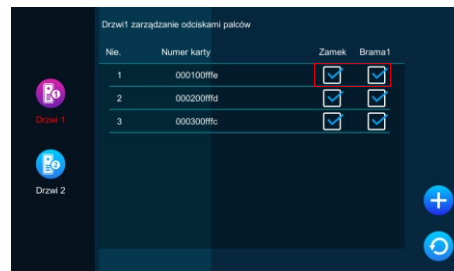 Drzwi1 zarządzanie odciskami palców
Nie. Numer karty Zamek Brama1
1 000100fffe
2 000200fffd
3 000300fffc
Drzwi 1
Drzwi 2